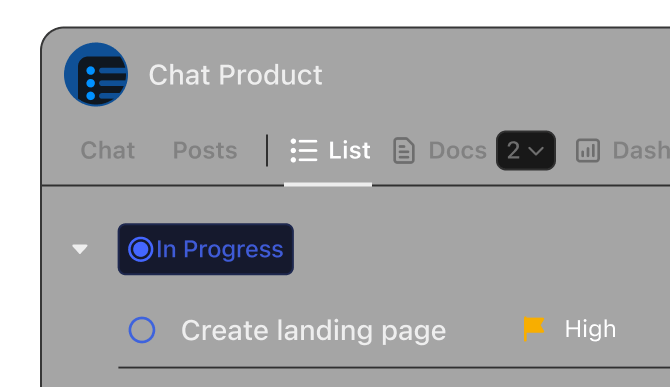 Chat Product
Chat Posts List Docs 2 Dash
In Progress
Create landing page High